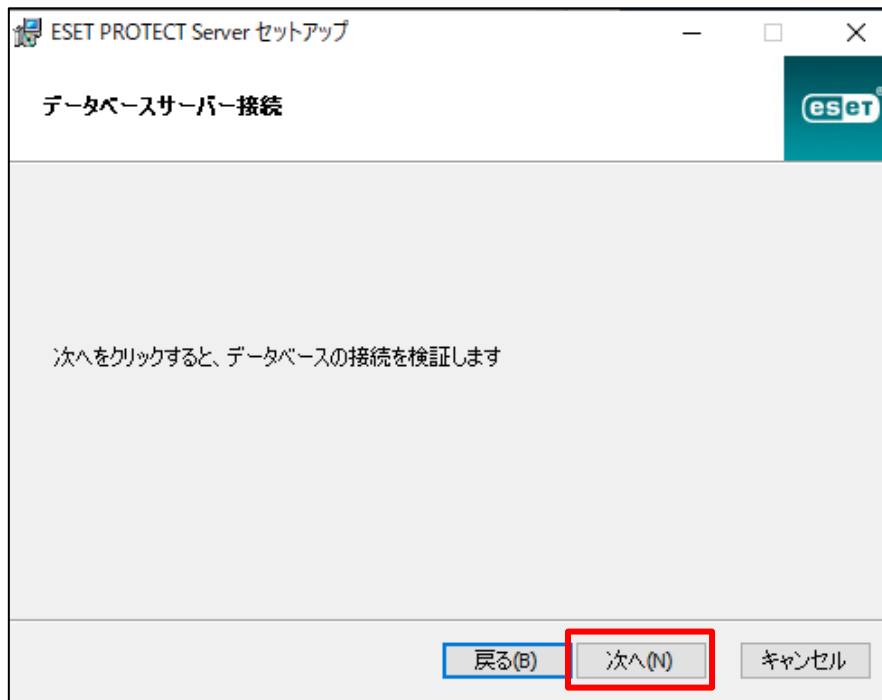 ESET PROTECT Server セットアップ
データベースサーバー接続
eseT
次へをクリックすると、データベースの接続を検証します
戻る(B)
次へ(N)
キャンセル